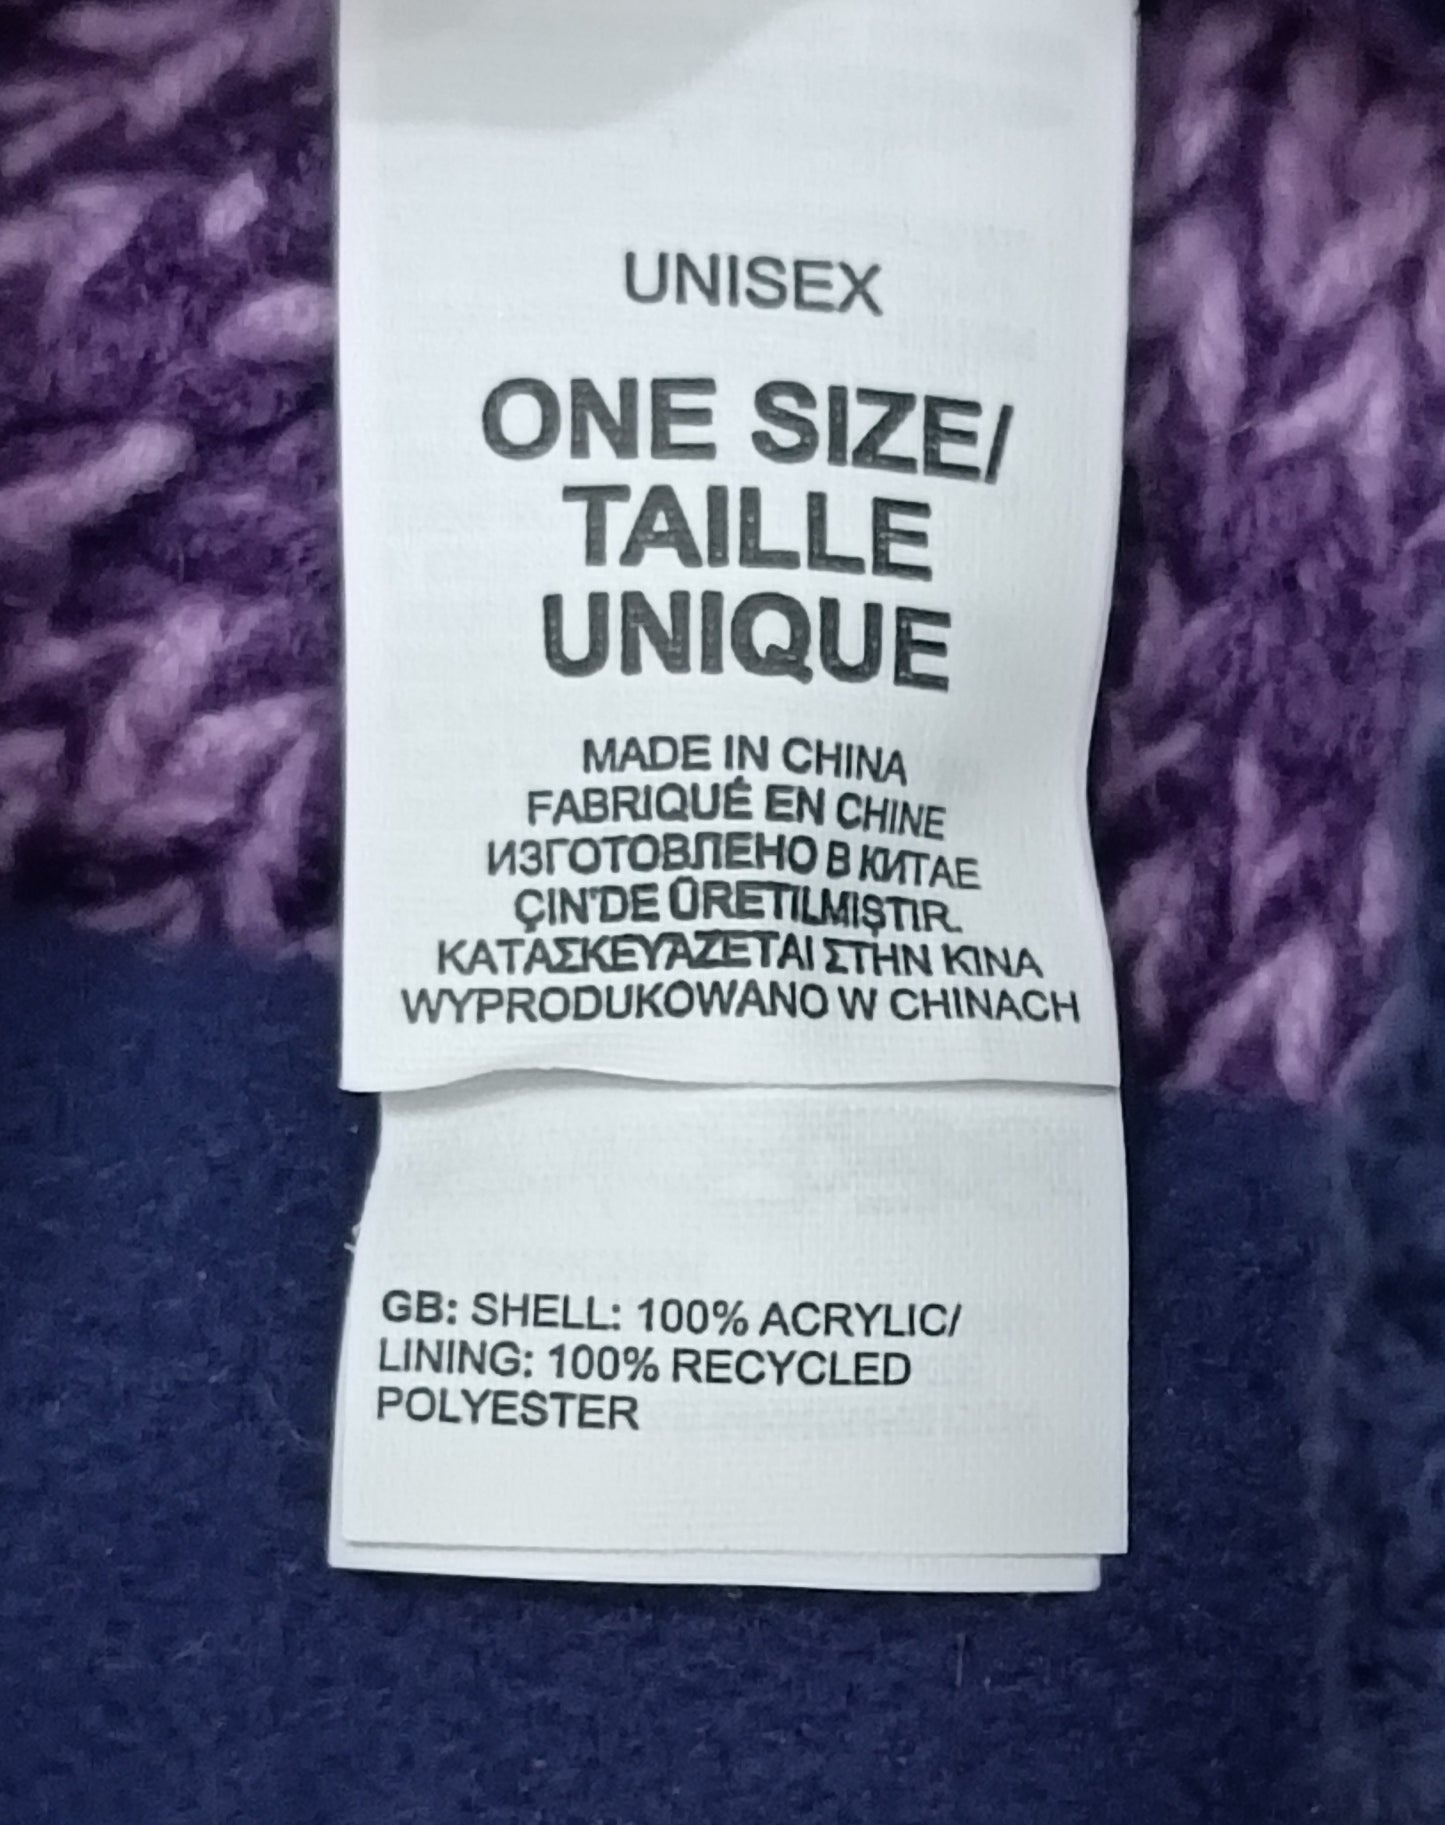 UNISEX
ONE SIZE/
TAILLE
UNIQUE
MADE IN CHINA
FABRIQUÉ EN CHINE
ИЗГОТОВЛЕНО В КИТАЕ
ÇIN'DE ÜRETILMIŞTIR.
ΚΑΤΑΣΚΕΥΆΖΕΤΑΙ ΣΤΗΝ ΚΙΝΑ
WYPRODUKOWANO W CHINACH
GB: SHELL: 100% ACRYLIC/
LINING: 100% RECYCLED
POLYESTER